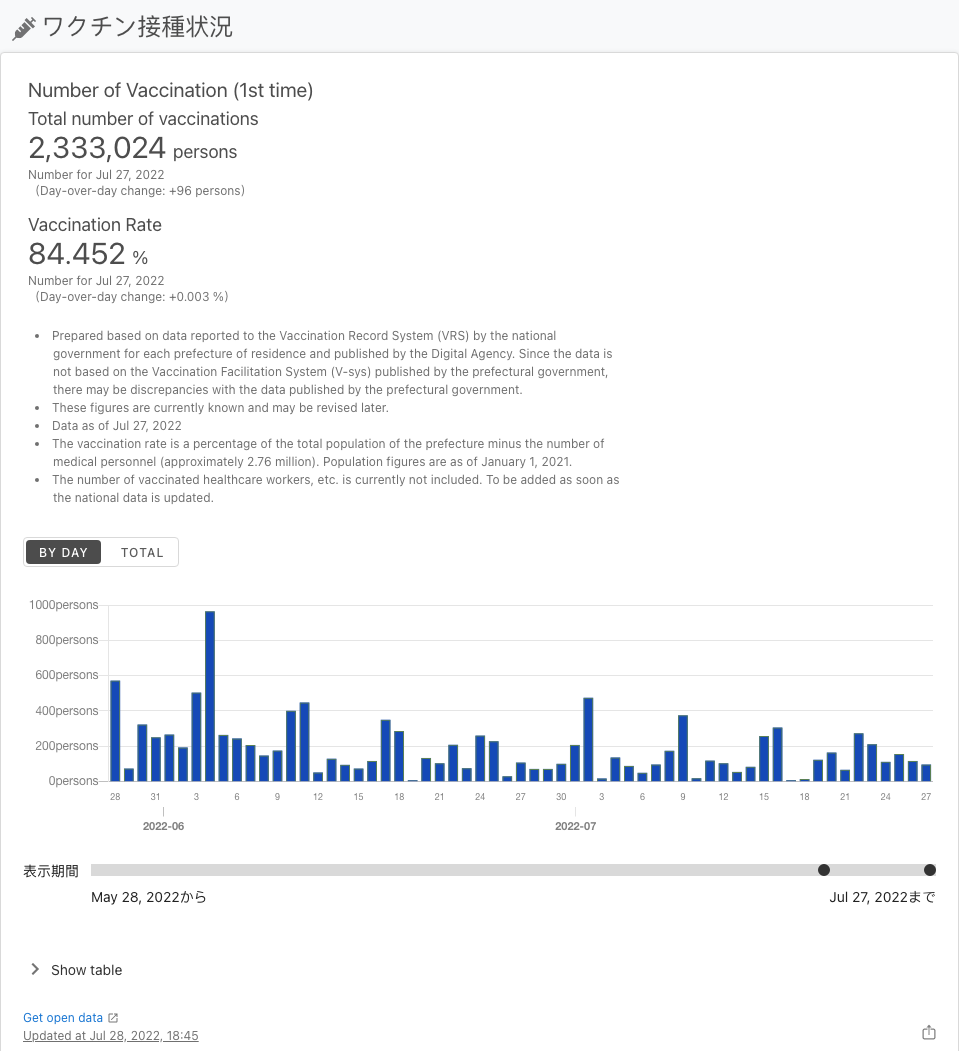 ワクチン接種状況
Number of Vaccination (1st time)
Total number of vaccinations
2,333,024 persons
Number for Jul 27, 2022
(Day-over-day change: +96 persons)
Vaccination Rate
84.452 %
Number for Jul 27, 2022
(Day-over-day change: +0.003 %)
• Prepared based on data reported to the Vaccination Record System (VRS) by the national
government for each prefecture of residence and published by the Digital Agency. Since the data is
not based on the Vaccination Facilitation System (V-sys) published by the prefectural government,
there may be discrepancies with the data published by the prefectural government.
• These figures are currently known and may be revised later.
• Data as of Jul 27, 2022
• The vaccination rate is a percentage of the total population of the prefecture minus the number of
medical personnel (approximately 2.76 million). Population figures are as of January 1, 2021.
• The number of vaccinated healthcare workers, etc. is currently not included. To be added as soon as
the national data is updated.
BY DAY TOTAL
1000persons
800persons
600persons
400persons
200persons
0persons
28 31 3 6 9 12 15 18 21 24 27 30 3 6 9 12 15 18 21 24 27
2022-06 2022-07
表示期間
May 28, 2022から Jul 27, 2022まで
Show table
Get open data
Updated at Jul 28, 2022, 18:45